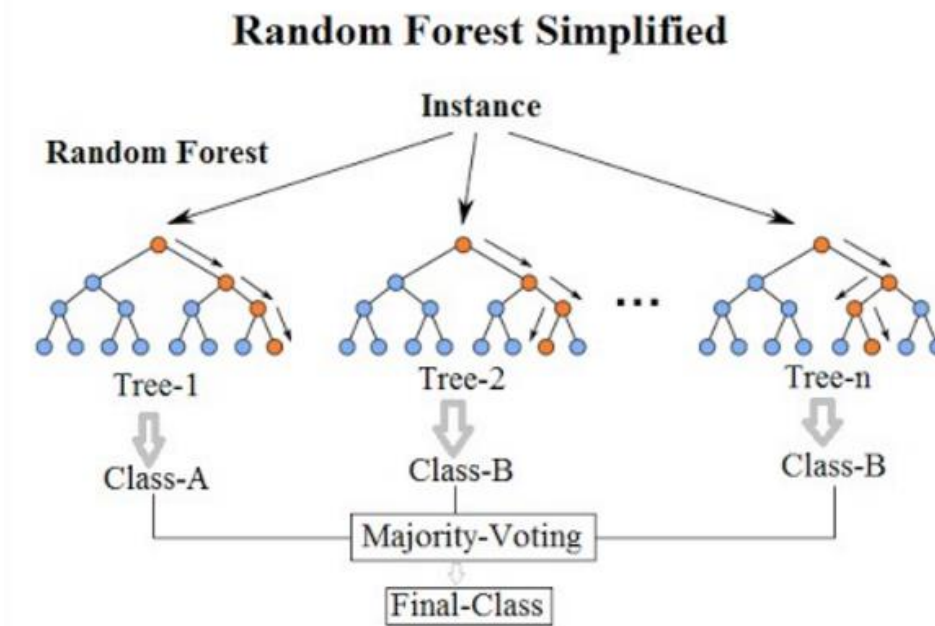 Random Forest Simplified
Instance
Random Forest
...
Tree-1
Tree-2
Tree-n
Class-A
Class-B
Class-B
Majority-Voting
Final-Class